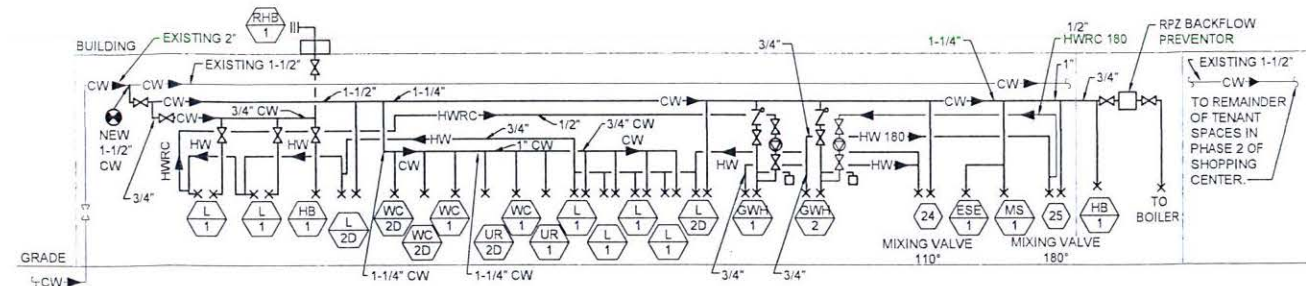 RHB
1
1/2"
HWRC 180
RPZ BACKFLOW
PREVENTOR
BUILDING
EXISTING 2"
EXISTING 1-1/2"
3/4"
1-1/4"
1"
3/4"
EXISTING 1-1/2"
CW
CW
CW
CW
CW
1-1/2"
1-1/4"
CW
CW
3/4" CW
HWRC
1/2"
3/4"
3/4" CW
HW 180
NEW
1-1/2"
CW
3/4"
HWRC
HW
HW
HW
CW
1" CW
CW
HW
HW
TO REMAINDER
OF TENANT
SPACES IN
PHASE 2 OF
SHOPPING
CENTER.
L
1
L
1
HB
1
L
2D
WC
2D
WC
2D
WC
1
UR
2D
WC
1
UR
1
L
1
L
1
L
1
L
1
L
2D
GWH
1
GWH
2
24
ESE
1
MS
1
25
HB
1
TO
BOILER
MIXING VALVE
110°
MIXING VALVE
180°
GRADE
CW
1-1/4" CW
1-1/4" CW
3/4"
3/4"